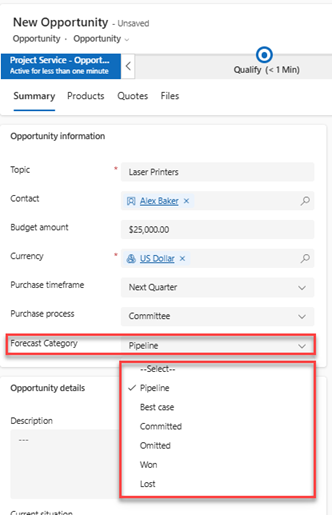 New Opportunity - Unsaved
Opportunity · Opportunity
Project Service - Opport...
Active for less than one minute
Qualify (< 1 Min)
Summary Products Quotes Files
Opportunity information
Topic * Laser Printers
Contact Alex Baker ×
Budget amount $25,000.00
Currency * US Dollar ×
Purchase timeframe Next Quarter
Purchase process Committee
Forecast Category Pipeline
--Select--
Opportunity details
✓ Pipeline
Best case
Description
Committed
---
Omitted
Won
Lost
Current situation